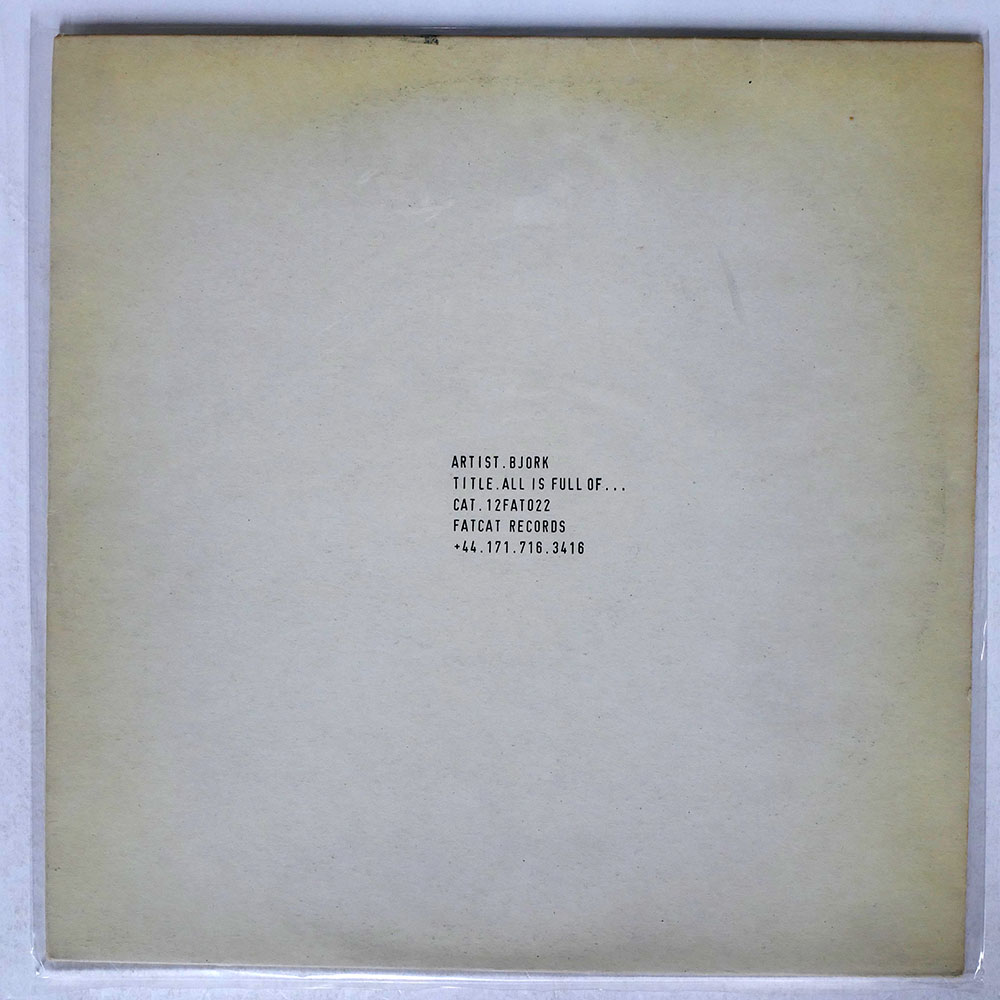 ARTIST.BJORK
TITLE.ALL IS FULL OF...
CAT.12FAT022
FATCAT RECORDS
+44.171.716.3416